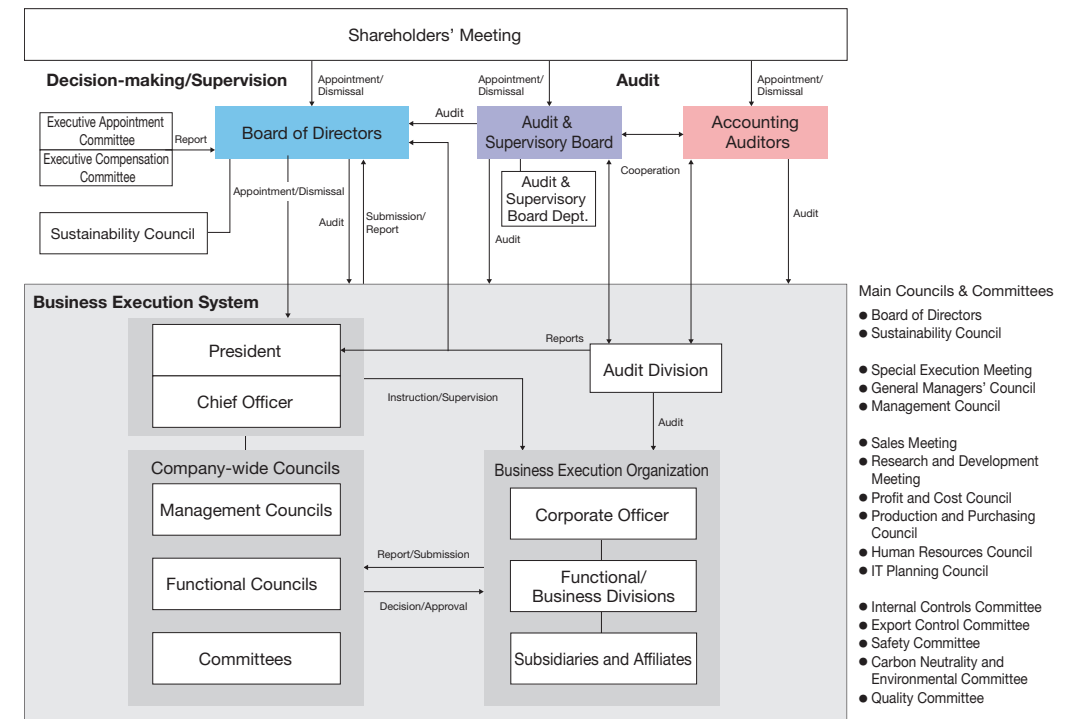 Shareholders’ Meeting
Decision-making/Supervision
Appointment/
Dismissal
Appointment/
Dismissal
Audit
Appointment/
Dismissal
Executive Appointment
Committee
Executive Compensation
Committee
Report
Board of Directors
Audit
Audit &
Supervisory Board
Accounting
Auditors
Cooperation
Audit &
Supervisory
Board Dept.
Appointment/Dismissal
Sustainability Council
Audit
Submission/
Report
Audit
Audit
Business Execution System
President
Chief Officer
Reports
Audit Division
Instruction/Supervision
Audit
Company-wide Councils
Management Councils
Functional Councils
Committees
Report/Submission
Decision/Approval
Business Execution Organization
Corporate Officer
Functional/
Business Divisions
Subsidiaries and Affiliates
Main Councils & Committees
● Board of Directors
● Sustainability Council
● Special Execution Meeting
● General Managers’ Council
● Management Council
● Sales Meeting
● Research and Development
Meeting
● Profit and Cost Council
● Production and Purchasing
Council
● Human Resources Council
● IT Planning Council
● Internal Controls Committee
● Export Control Committee
● Safety Committee
● Carbon Neutrality and
Environmental Committee
● Quality Committee